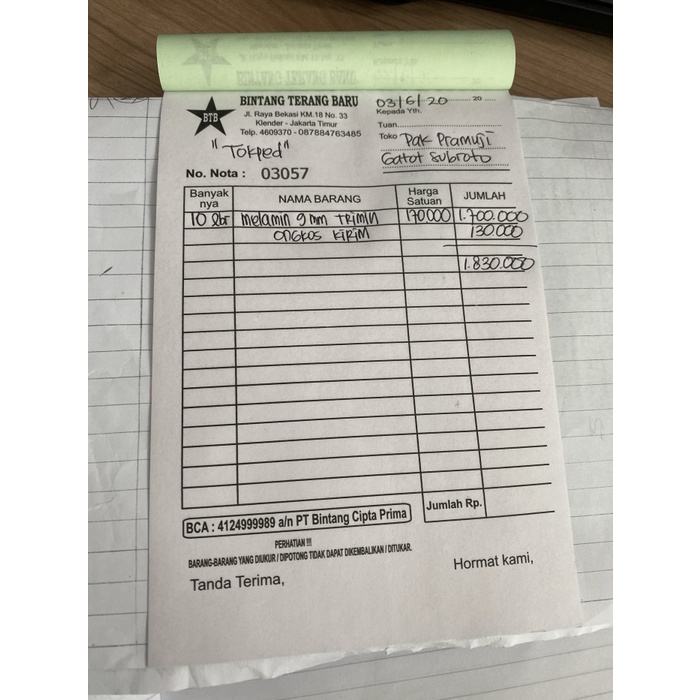 BINTANG TERANG BARU
BTB
Jl. Raya Bekasi KM.18 No. 33
Klender - Jakarta Timur
Telp. 4609370 - 087884763485
"Tokped"
03/6/20 20
Kepada Yth.
Tuan
Toko Pak Pramuji
Gatot Subroto
No. Nota : 03057
Banyak nya NAMA BARANG Harga Satuan JUMLAH
10 lbr melamin 9 mm TRIMIN 170000 1.700.000
ongkos kirim 130.000
1.830.000
Jumlah Rp.
BCA : 4124999989 a/n PT Bintang Cipta Prima
PERHATIAN !!!
BARANG-BARANG YANG DIUKUR / DIPOTONG TIDAK DAPAT DIKEMBALIKAN / DITUKAR.
Tanda Terima,
Hormat kami,